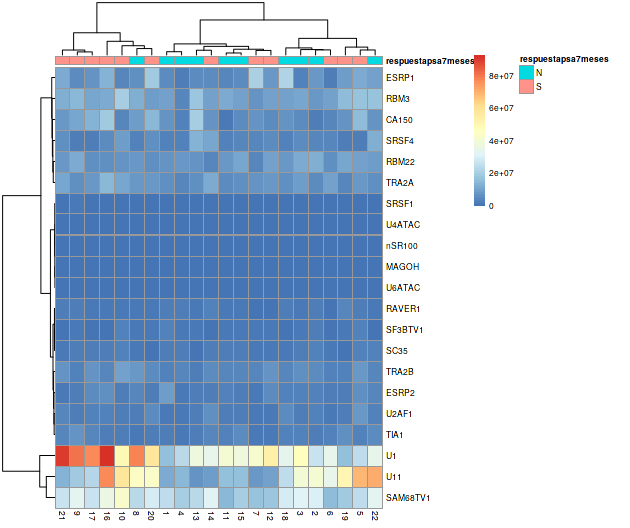 respuestapsa7meses
respuestapsa7meses
N
S
8e+07
6e+07
4e+07
2e+07
0
ESRP1
RBM3
CA150
SRSF4
RBM22
TRA2A
SRSF1
U4ATAC
nSR100
MAGOH
U6ATAC
RAVER1
SF3BTV1
SC35
TRA2B
ESRP2
U2AF1
TIA1
U1
U11
SAM68TV1
21 9 17 16 10 8 20 1 4 13 14 11 15 7 12 18 3 2 6 19 5 22